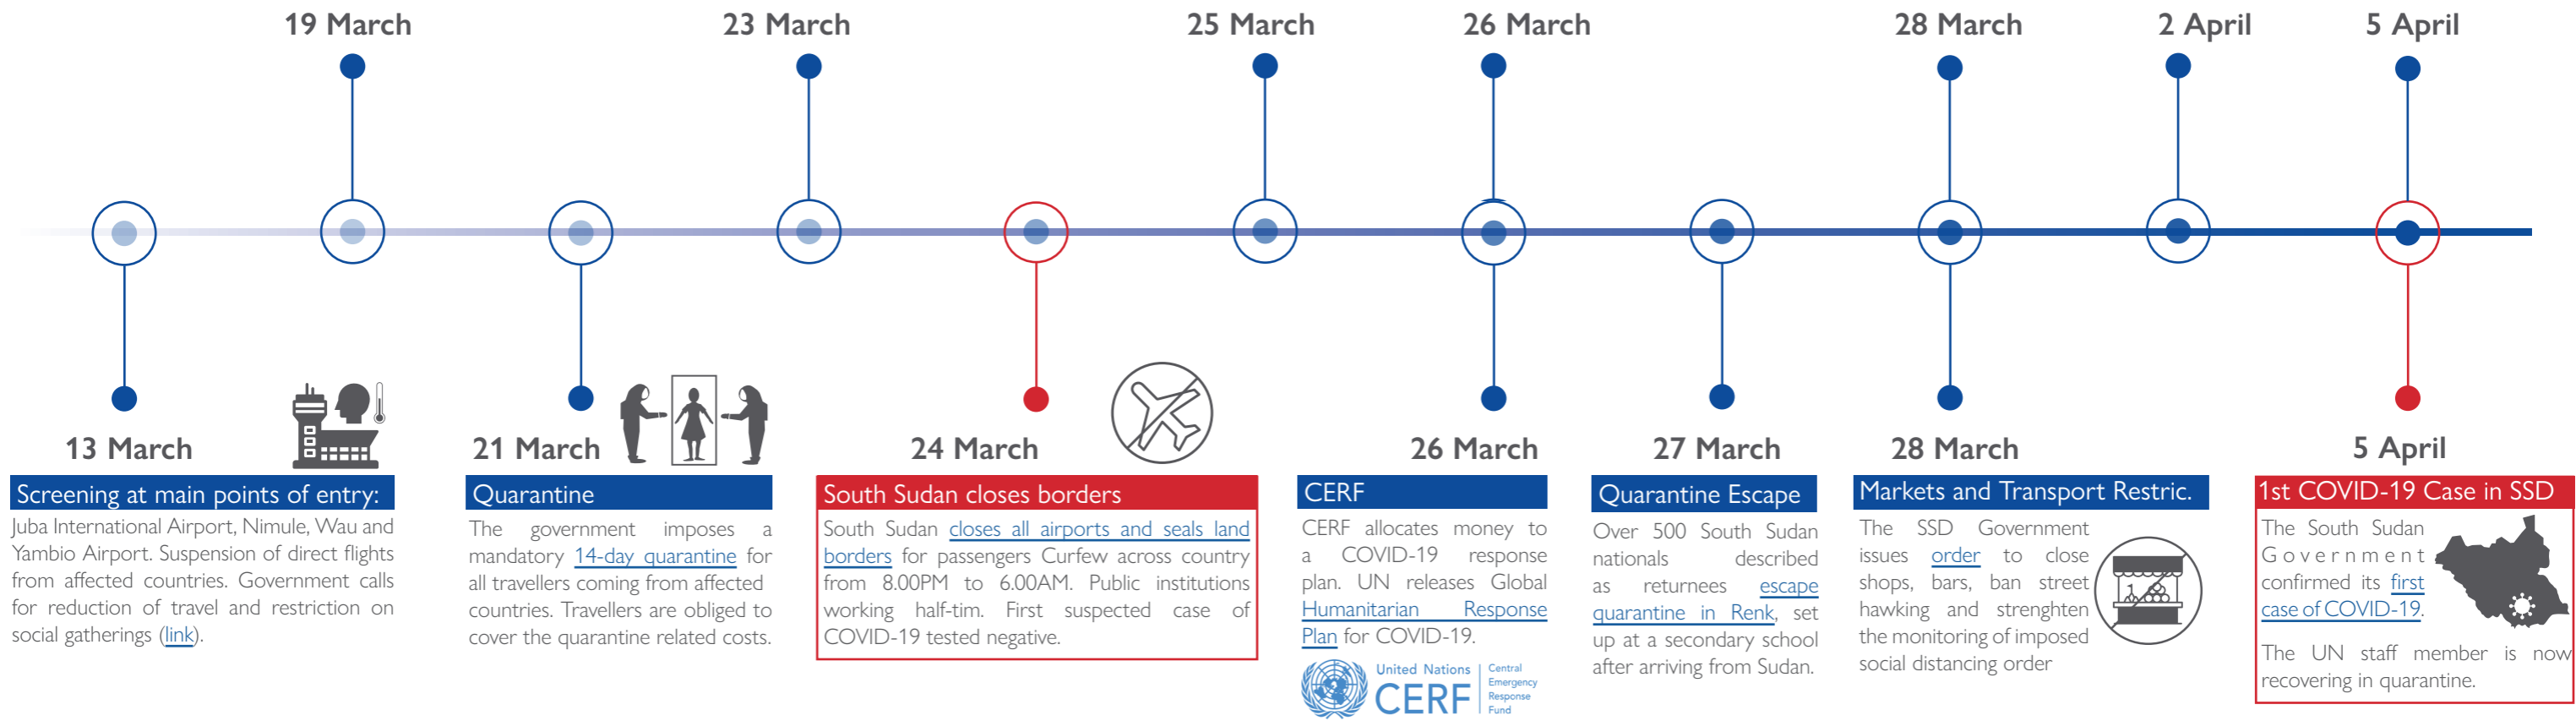 19 March
23 March
25 March
26 March
28 March
2 April
5 April
13 March
Screening at main points of entry:
Juba International Airport, Nimule, Wau and
Yambio Airport. Suspension of direct flights
from affected countries. Government calls
for reduction of travel and restriction on
social gatherings (link).
21 March
Quarantine
The government imposes a
mandatory 14-day quarantine for
all travellers coming from affected
countries. Travellers are obliged to
cover the quarantine related costs.
24 March
South Sudan closes borders
South Sudan closes all airports and seals land
borders for passengers Curfew across country
from 8.00PM to 6.00AM. Public institutions
working half-tim. First suspected case of
COVID-19 tested negative.
26 March
CERF
CERF allocates money to
a COVID-19 response
plan. UN releases Global
Humanitarian Response
Plan for COVID-19.
United Nations
CERF
Central
Emergency
Response
Fund
27 March
Quarantine Escape
Over 500 South Sudan
nationals described
as returnees escape
quarantine in Renk, set
up at a secondary school
after arriving from Sudan.
28 March
Markets and Transport Restric.
The SSD Government
issues order to close
shops, bars, ban street
hawking and strenghten
the monitoring of imposed
social distancing order
5 April
1st COVID-19 Case in SSD
The South Sudan
Government
confirmed its first
case of COVID-19.
The UN staff member is now
recovering in quarantine.